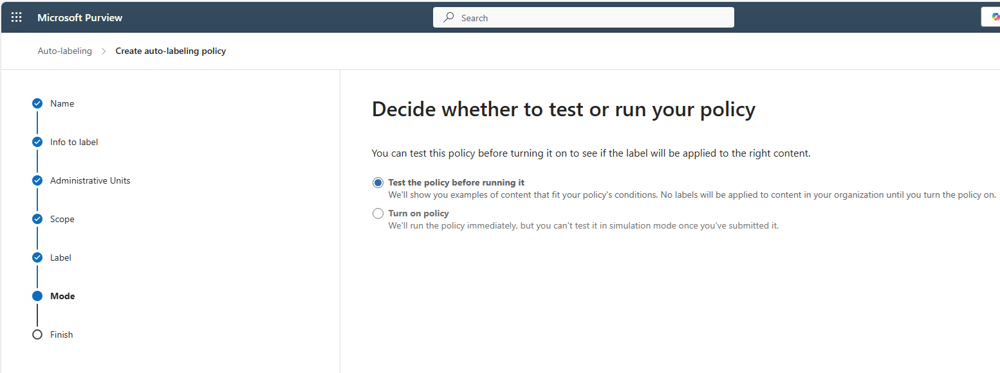 Microsoft Purview
Search
Auto-labeling > Create auto-labeling policy
Name
Info to label
Administrative Units
Scope
Label
Mode
Finish
Decide whether to test or run your policy
You can test this policy before turning it on to see if the label will be applied to the right content.
Test the policy before running it
We'll show you examples of content that fit your policy's conditions. No labels will be applied to content in your organization until you turn the policy on.
Turn on policy
We'll run the policy immediately, but you can't test it in simulation mode once you've submitted it.